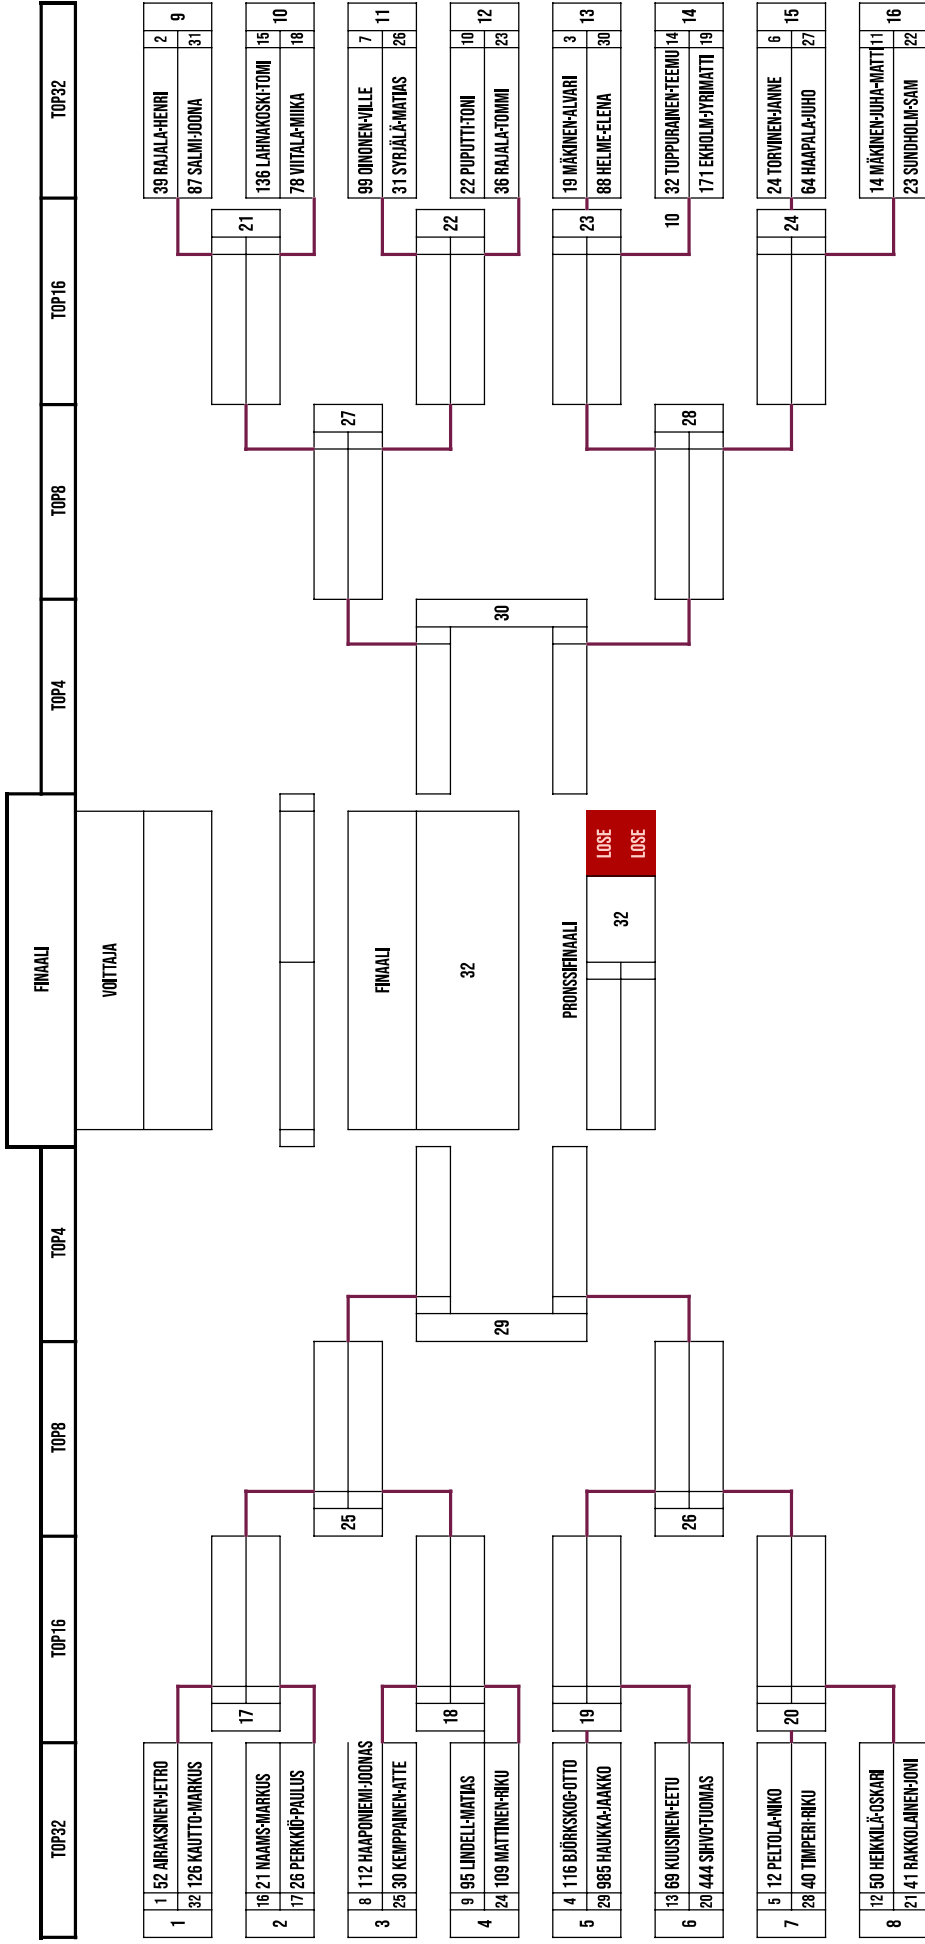 TOP32 TOP16 TOP8 TOP4 FINAALI TOP4 TOP8 TOP16 TOP32
VOITTAJA
1 1 52 AIRAKSINEN-JETRO
32 126 KAUTTO-MARKUS
17
2 16 21 NAAMS-MARKUS
17 26 PERKKIÖ-PAULUS
25
3 8 112 HAAPONIEMI-JOONAS
25 30 KEMPPAINEN-ATTE
18
4 9 95 LINDELL-MATIAS
24 109 MATTINEN-RIKU
29
5 4 116 BJÖRKSKOG-OTTO
29 985 HAUKKA-JAAKKO
19
6 13 69 KUUSINEN-EETU
20 444 SIHVO-TUOMAS
26
7 5 12 PELTOLA-NIKO
28 40 TIMPERI-RIKU
20
8 12 50 HEIKKILÄ-OSKARI
21 41 RAKKOLAINEN-JONI
FINAALI
32
PRONSSIFINAALI
32
LOSE
LOSE
39 RAJALA-HENRI 2 9
87 SALMI-JOONA 31
21
136 LAHNAKOSKI-TOMI 15 10
78 VIITALA-MIIKA 18
27
99 OINONEN-VILLE 7 11
31 SYRJÄLÄ-MATIAS 26
22
22 PUPUTTI-TONI 10 12
36 RAJALA-TOMMI 23
30
19 MÄKINEN-ALVARI 3 13
88 HELME-ELENA 30
23
10
32 TUPPURAINEN-TEEMU 14 14
171 EKHOLM-JYRIMATTI 19
28
24 TORVINEN-JANNE 6 15
64 HAAPALA-JUHO 27
24
14 MÄKINEN-JUHA-MATTI 11 16
23 SUNDHOLM-SAM 22